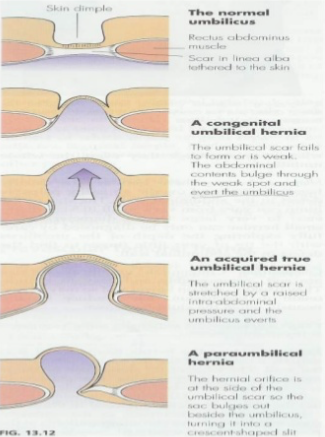 Skin dimple
The normal
umbilicus
Rectus abdominus
muscle
Scar in linea alba
tethered to the skin
A congenital
umbilical hernia
The umbilical scar fails
to form or is weak.
The abdominal
contents bulge through
the weak spot and
evert the umbilicus
An acquired true
umbilical hernia
The umbilical scar is
stretched by a raised
intra-abdominal
pressure and the
umbilicus everts
A paraumbilical
hernia
The hernial orifice is
at the side of the
umbilical scar so the
sac bulges out
beside the umbilicus,
turning it into a
crescent-shaped slit
FIG. 13.12